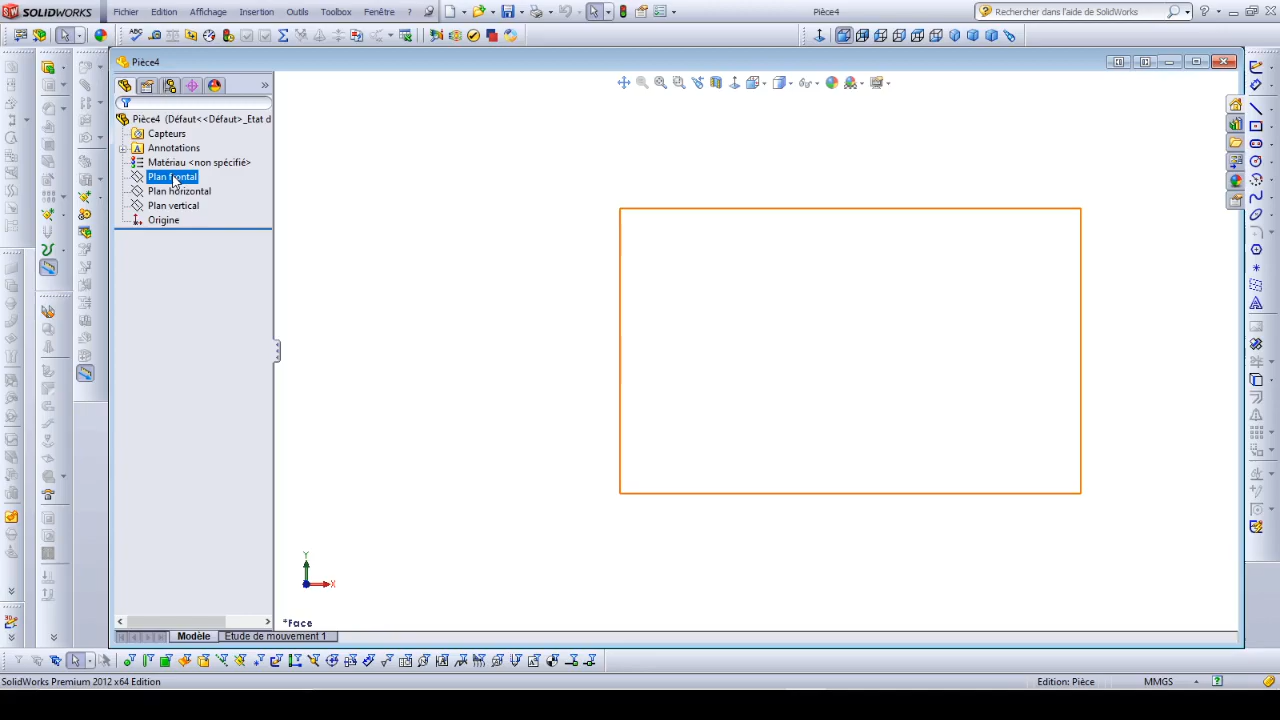 SOLIDWORKS Fichier Edition Affichage Insertion Outils Toolbox Fenêtre ? Pièce4 Rechercher dans l'aide de SolidWorks ?
Pièce4
Pièce4 (Défaut<<Défaut>_Etat d
Capteurs
A Annotations
Matériau <non spécifié>
Plan frontal
Plan horizontal
Plan vertical
Origine
Y
X
*Face
Modèle Etude de mouvement 1
SolidWorks Premium 2012 x64 Edition Edition: Pièce MMGS ?